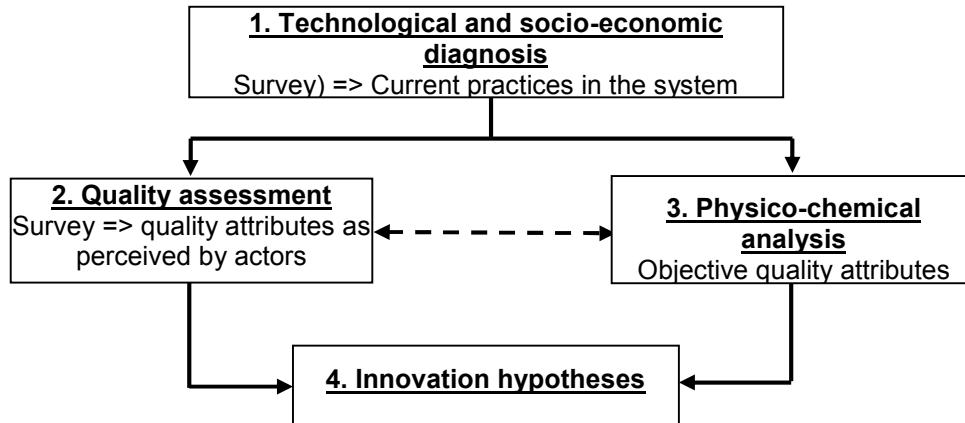 1. Technological and socio-economic
diagnosis
Survey) => Current practices in the system
2. Quality assessment
Survey => quality attributes as
perceived by actors
3. Physico-chemical
analysis
Objective quality attributes
4. Innovation hypotheses